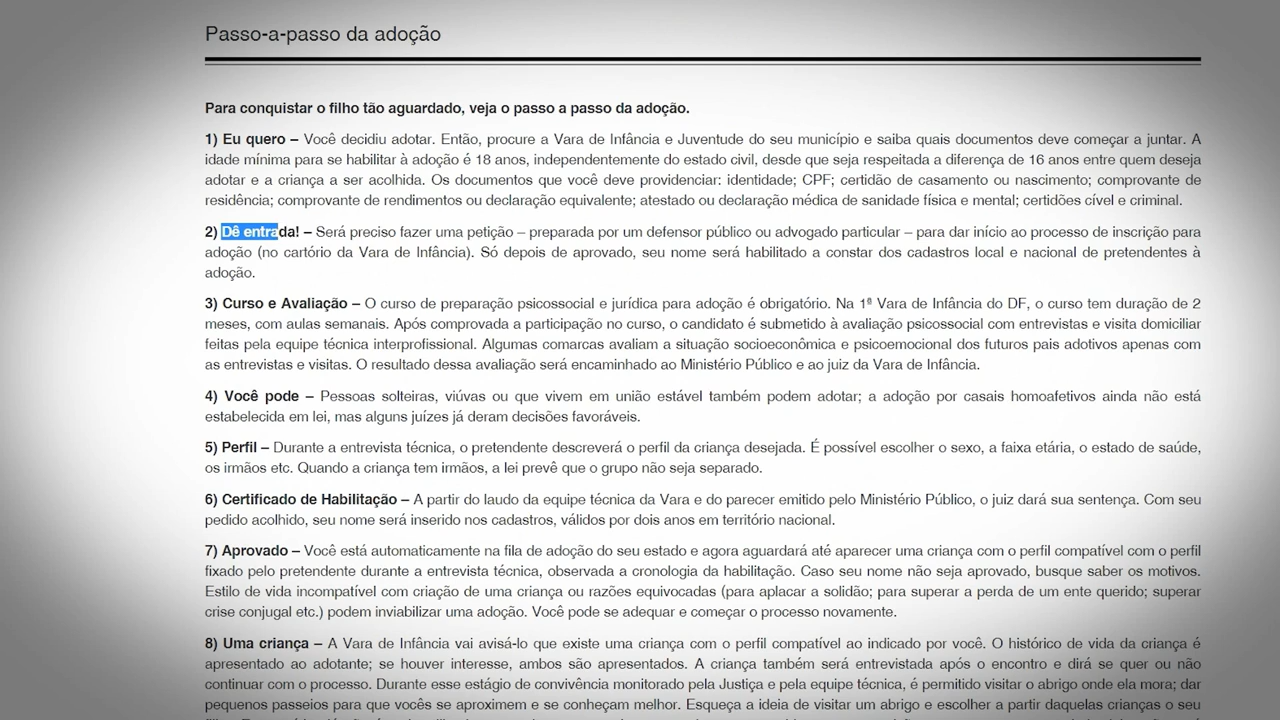 Passo-a-passo da adoção
Para conquistar o filho tão aguardado, veja o passo a passo da adoção.
1) Eu quero – Você decidiu adotar. Então, procure a Vara de Infância e Juventude do seu município e saiba quais documentos deve começar a juntar. A
idade mínima para se habilitar à adoção é 18 anos, independentemente do estado civil, desde que seja respeitada a diferença de 16 anos entre quem deseja
adotar e a criança a ser acolhida. Os documentos que você deve providenciar: identidade; CPF; certidão de casamento ou nascimento; comprovante de
residência; comprovante de rendimentos ou declaração equivalente; atestado ou declaração médica de sanidade física e mental; certidões cível e criminal.
2) Dê entrada! – Será preciso fazer uma petição – preparada por um defensor público ou advogado particular – para dar início ao processo de inscrição para
adoção (no cartório da Vara de Infância). Só depois de aprovado, seu nome será habilitado a constar dos cadastros local e nacional de pretendentes à
adoção.
3) Curso e Avaliação – O curso de preparação psicossocial e jurídica para adoção é obrigatório. Na 1ª Vara de Infância do DF, o curso tem duração de 2
meses, com aulas semanais. Após comprovada a participação no curso, o candidato é submetido à avaliação psicossocial com entrevistas e visita domiciliar
feitas pela equipe técnica interprofissional. Algumas comarcas avaliam a situação socioeconômica e psicoemocional dos futuros pais adotivos apenas com
as entrevistas e visitas. O resultado dessa avaliação será encaminhado ao Ministério Público e ao juiz da Vara de Infância.
4) Você pode – Pessoas solteiras, viúvas ou que vivem em união estável também podem adotar; a adoção por casais homoafetivos ainda não está
estabelecida em lei, mas alguns juízes já deram decisões favoráveis.
5) Perfil – Durante a entrevista técnica, o pretendente descreverá o perfil da criança desejada. É possível escolher o sexo, a faixa etária, o estado de saúde,
os irmãos etc. Quando a criança tem irmãos, a lei prevê que o grupo não seja separado.
6) Certificado de Habilitação – A partir do laudo da equipe técnica da Vara e do parecer emitido pelo Ministério Público, o juiz dará sua sentença. Com seu
pedido acolhido, seu nome será inserido nos cadastros, válidos por dois anos em território nacional.
7) Aprovado – Você está automaticamente na fila de adoção do seu estado e agora aguardará até aparecer uma criança com o perfil compatível com o perfil
fixado pelo pretendente durante a entrevista técnica, observada a cronologia da habilitação. Caso seu nome não seja aprovado, busque saber os motivos.
Estilo de vida incompatível com criação de uma criança ou razões equivocadas (para aplacar a solidão; para superar a perda de um ente querido; superar
crise conjugal etc.) podem inviabilizar uma adoção. Você pode se adequar e começar o processo novamente.
8) Uma criança – A Vara de Infância vai avisá-lo que existe uma criança com o perfil compatível ao indicado por você. O histórico de vida da criança é
apresentado ao adotante; se houver interesse, ambos são apresentados. A criança também será entrevistada após o encontro e dirá se quer ou não
continuar com o processo. Durante esse estágio de convivência monitorado pela Justiça e pela equipe técnica, é permitido visitar o abrigo onde ela mora; dar
pequenos passeios para que vocês se aproximem e se conheçam melhor. Esqueça a ideia de visitar um abrigo e escolher a partir daquelas crianças o seu